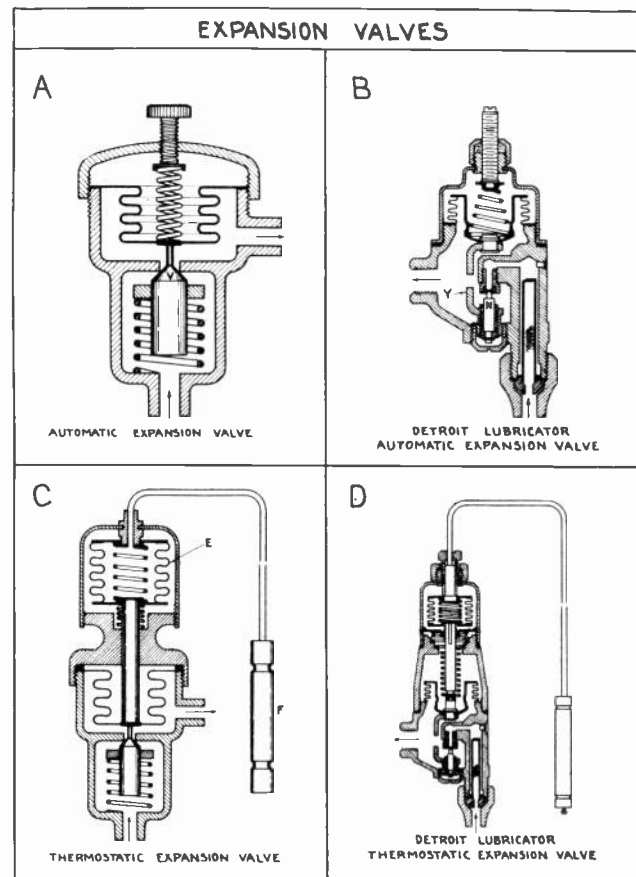 EXPANSION VALVES
A
V
AUTOMATIC EXPANSION VALVE
B
Y
N
DETROIT LUBRICATOR
AUTOMATIC EXPANSION VALVE
C
E
F
THERMOSTATIC EXPANSION VALVE
D
DETROIT LUBRICATOR
THERMOSTATIC EXPANSION VALVE